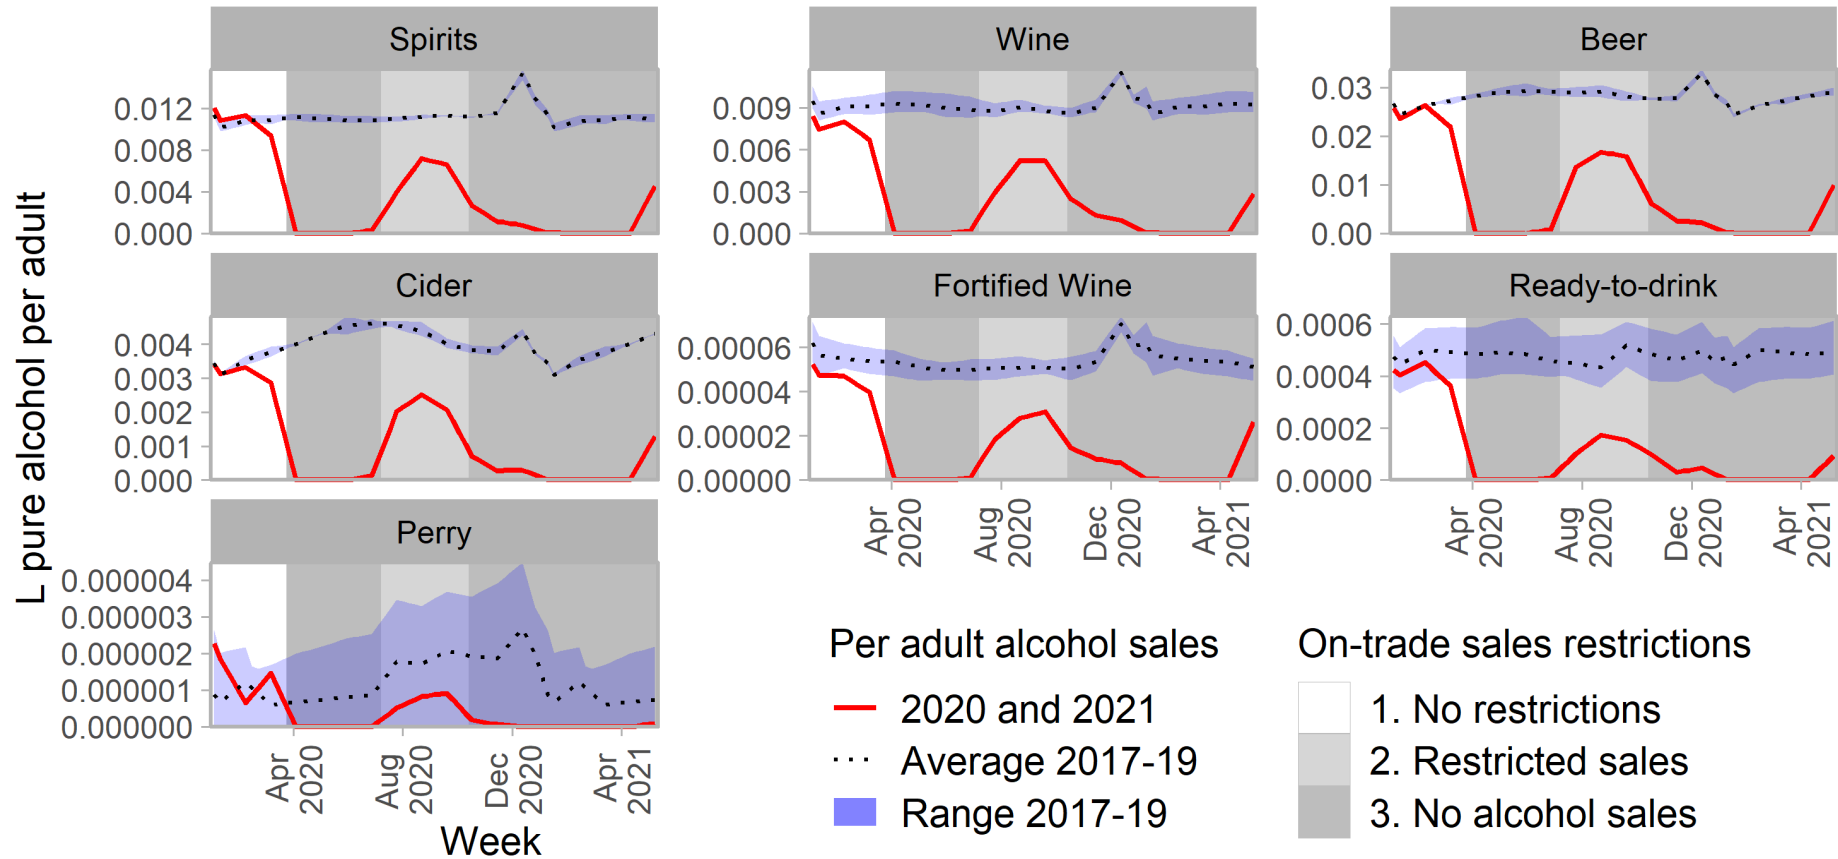 L pure alcohol per adult
Spirits
0.012
0.008
0.004
0.000
Wine
0.009
0.006
0.003
0.000
Beer
0.03
0.02
0.01
0.00
Cider
0.004
0.003
0.002
0.001
0.000
Fortified Wine
0.00006
0.00004
0.00002
0.00000
Apr
2020
Aug
2020
Dec
2020
Apr
2021
Ready-to-drink
0.0006
0.0004
0.0002
0.0000
Apr
2020
Aug
2020
Dec
2020
Apr
2021
Perry
0.000004
0.000003
0.000002
0.000001
0.000000
Apr
2020
Aug
2020
Dec
2020
Apr
2021
Week
Per adult alcohol sales
2020 and 2021
Average 2017-19
Range 2017-19
On-trade sales restrictions
1. No restrictions
2. Restricted sales
3. No alcohol sales